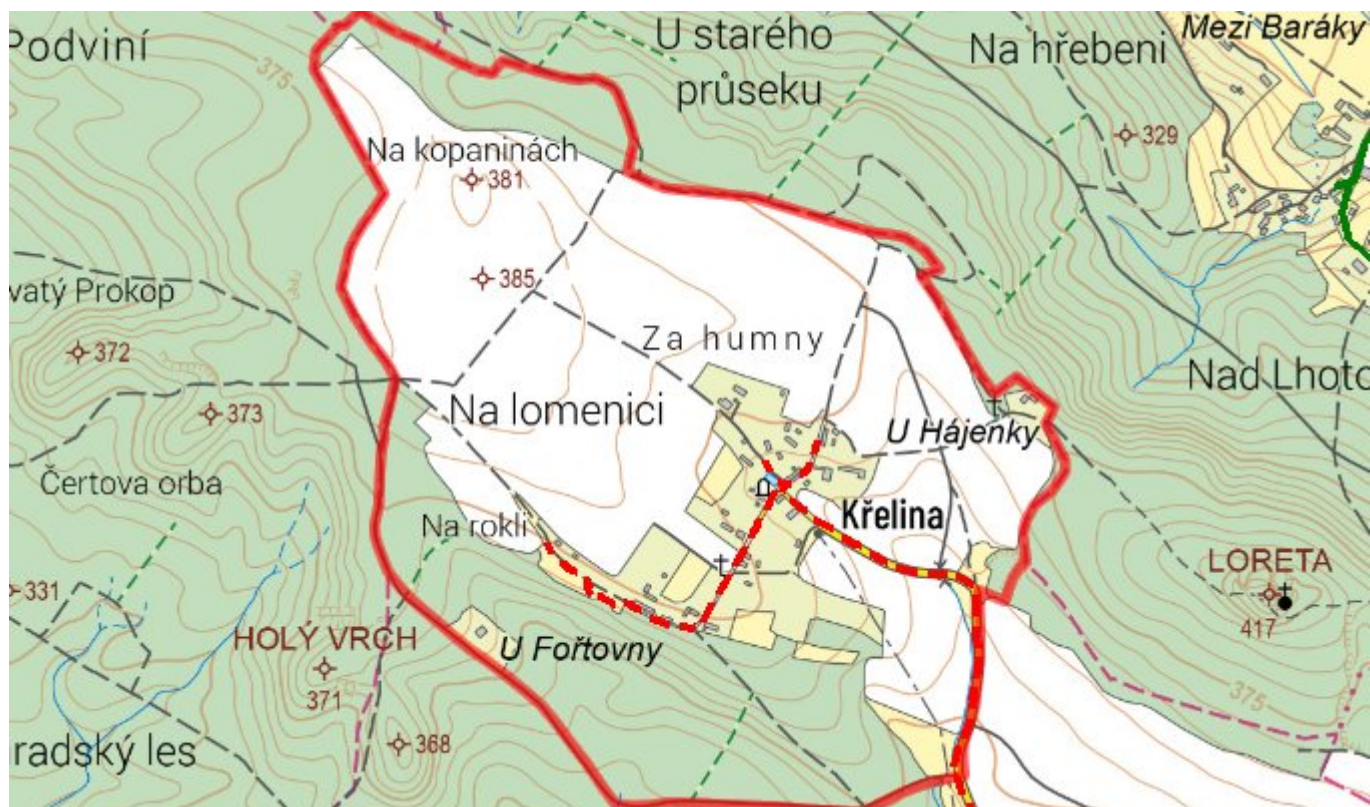 Podviní
U starého
průseku
Na hřebeni
Mezi Baráky
375
Na kopaninách
381
329
385
vatý Prokop
372
Za humny
Nad Lhoto
373
Na lomenici
U Hájenky
Čertova orba
Na rokli
Křelina
331
LORETA
417
HOLÝ VRCH
371
U Fořtovny
375
368
radský les